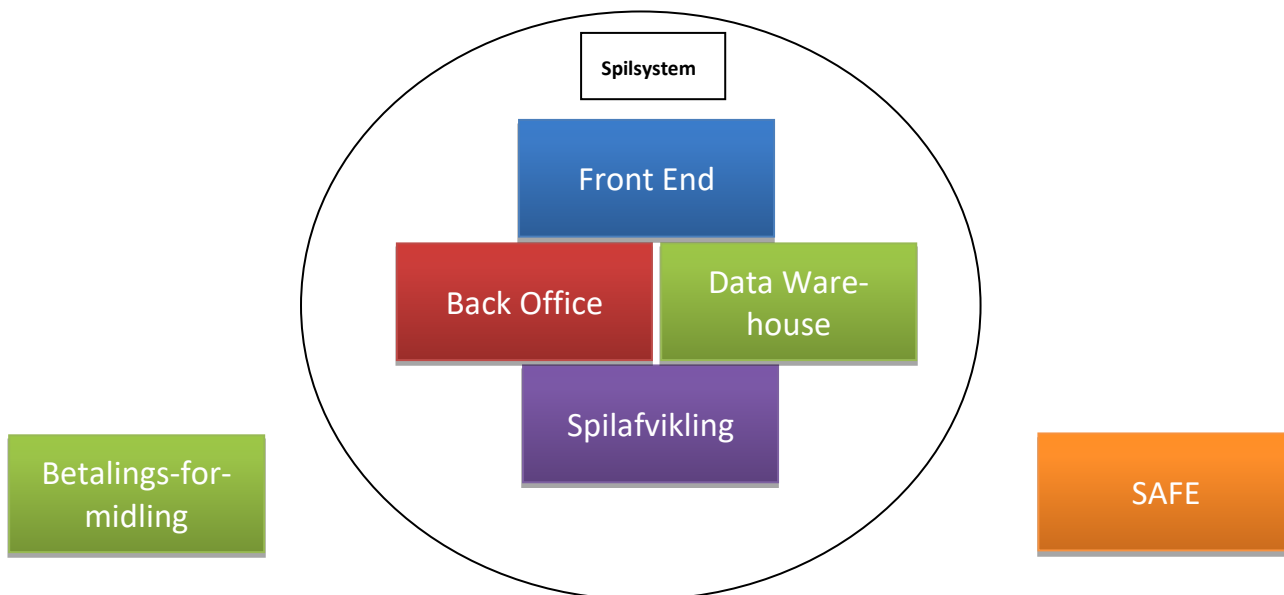 Spilsystem
Front End
Back Office
Data Ware-
house
Spilafvikling
Betalings-for-
midling
SAFE